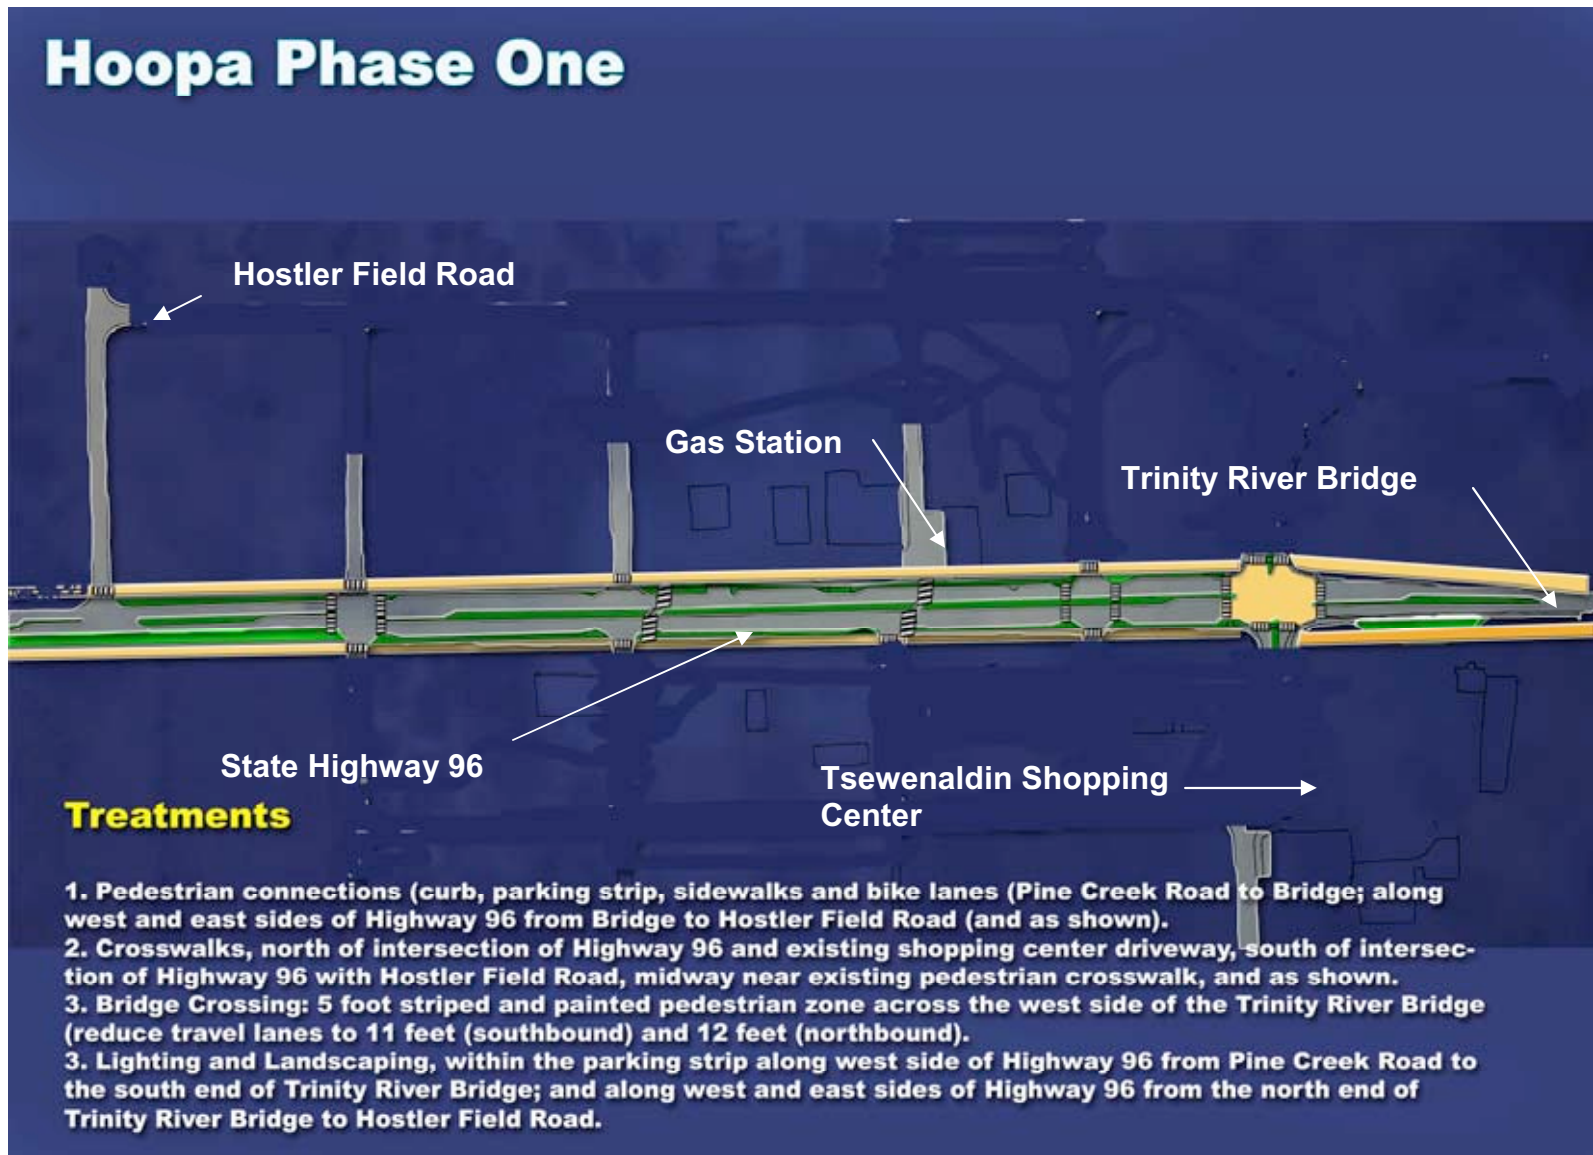 Hoopa Phase One
Hostler Field Road
Gas Station
Trinity River Bridge
State Highway 96
Tsewenaldin Shopping
Center
Treatments
1. Pedestrian connections (curb, parking strip, sidewalks and bike lanes (Pine Creek Road to Bridge; along
west and east sides of Highway 96 from Bridge to Hostler Field Road (and as shown).
2. Crosswalks, north of intersection of Highway 96 and existing shopping center driveway, south of intersec-
tion of Highway 96 with Hostler Field Road, midway near existing pedestrian crosswalk, and as shown.
3. Bridge Crossing: 5 foot striped and painted pedestrian zone across the west side of the Trinity River Bridge
(reduce travel lanes to 11 feet (southbound) and 12 feet (northbound).
3. Lighting and Landscaping, within the parking strip along west side of Highway 96 from Pine Creek Road to
the south end of Trinity River Bridge; and along west and east sides of Highway 96 from the north end of
Trinity River Bridge to Hostler Field Road.